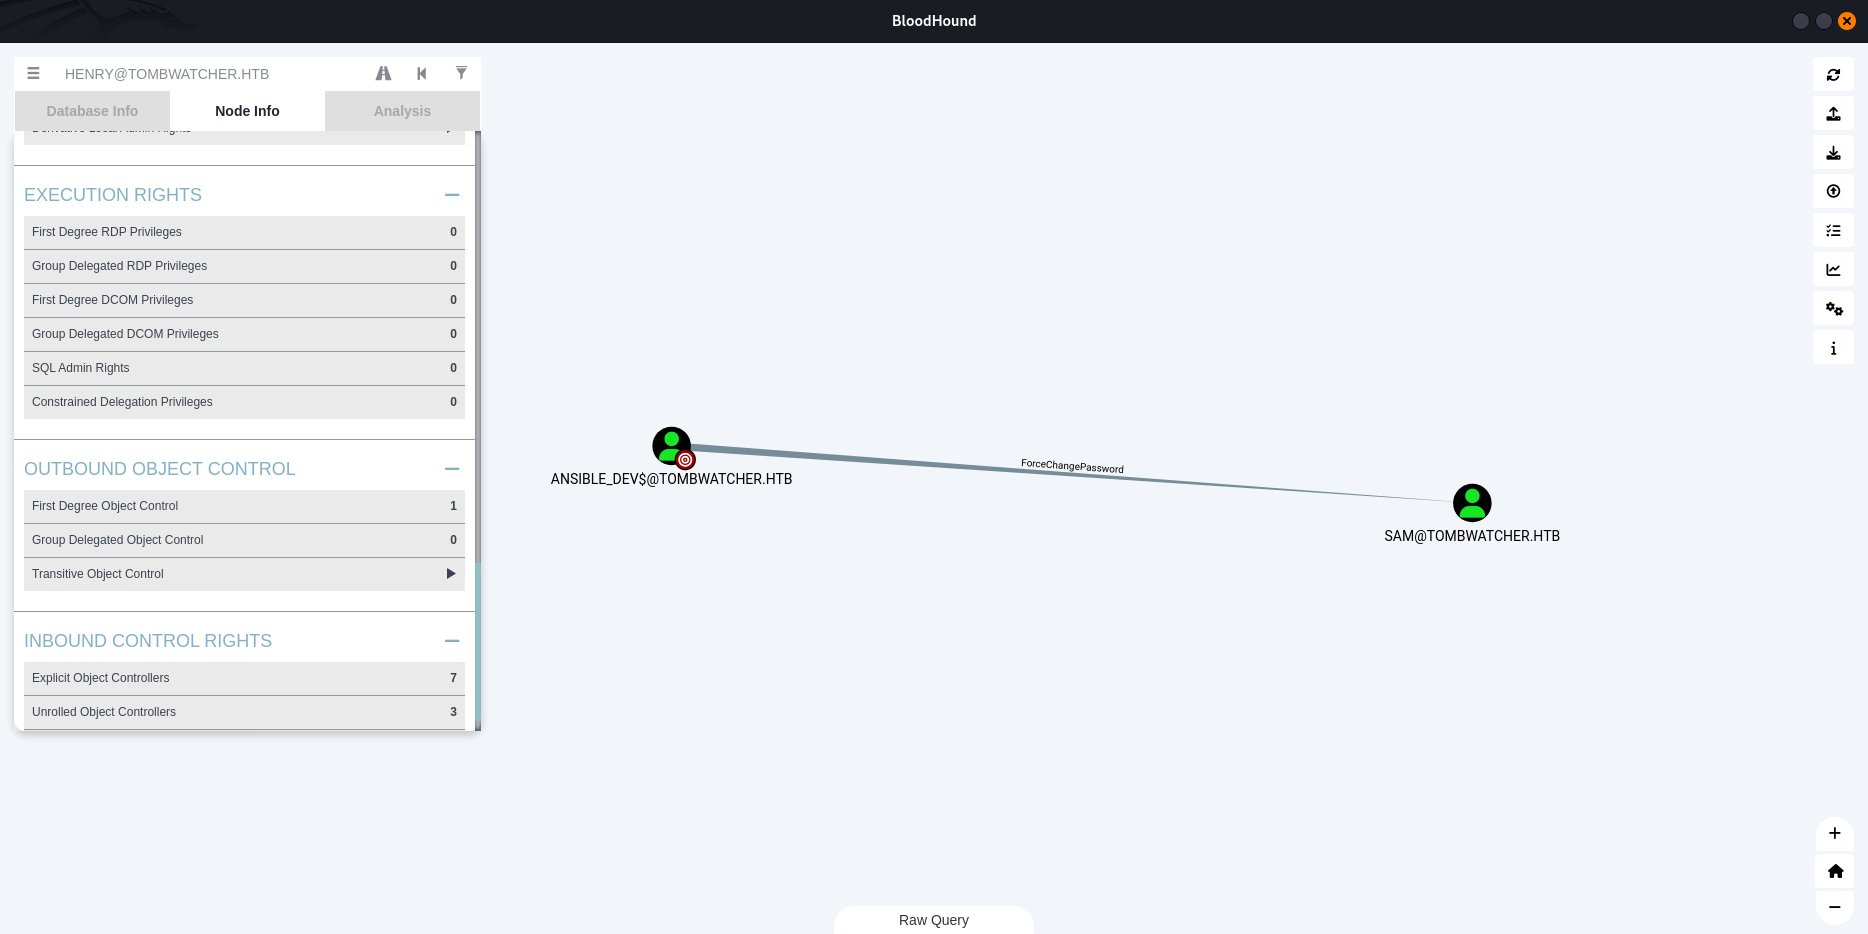 BloodHound
HENRY@TOMBWATCHER.HTB
Database Info
Node Info
Analysis
EXECUTION RIGHTS
First Degree RDP Privileges 0
Group Delegated RDP Privileges 0
First Degree DCOM Privileges 0
Group Delegated DCOM Privileges 0
SQL Admin Rights 0
Constrained Delegation Privileges 0
OUTBOUND OBJECT CONTROL
First Degree Object Control 1
Group Delegated Object Control 0
Transitive Object Control
INBOUND CONTROL RIGHTS
Explicit Object Controllers 7
Unrolled Object Controllers 3
ForceChangePassword
ANSIBLE_DEV$@TOMBWATCHER.HTB
SAM@TOMBWATCHER.HTB
Raw Query